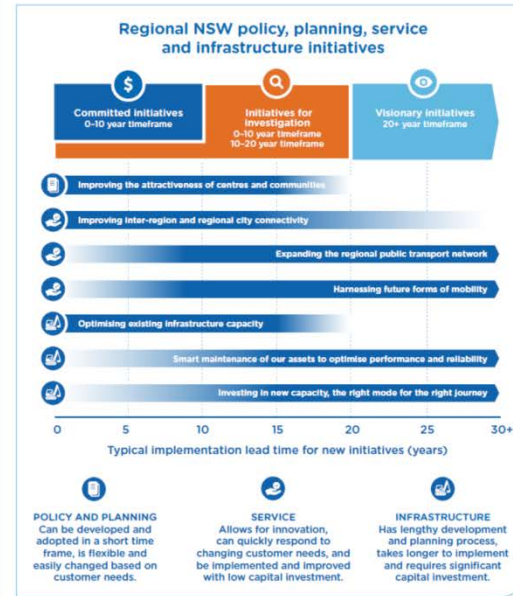 Regional NSW policy, planning, service
and infrastructure initiatives
$
Committed initiatives
0–10 year timeframe
Initiatives for
investigation
0–10 year timeframe
10–20 year timeframe
Visionary initiatives
20+ year timeframe
Improving the attractiveness of centres and communities
Improving inter-region and regional city connectivity
Expanding the regional public transport network
Harnessing future forms of mobility
Optimising existing infrastructure capacity
Smart maintenance of our assets to optimise performance and reliability
Investing in new capacity, the right mode for the right journey
0 5 10 15 20 25 30+
Typical implementation lead time for new initiatives (years)
POLICY AND PLANNING
Can be developed and
adopted in a short time
frame, is flexible and
easily changed based on
customer needs.
SERVICE
Allows for innovation,
can quickly respond to
changing customer needs, and
be implemented and improved
with low capital investment.
INFRASTRUCTURE
Has lengthy development
and planning process,
takes longer to implement
and requires significant
capital investment.